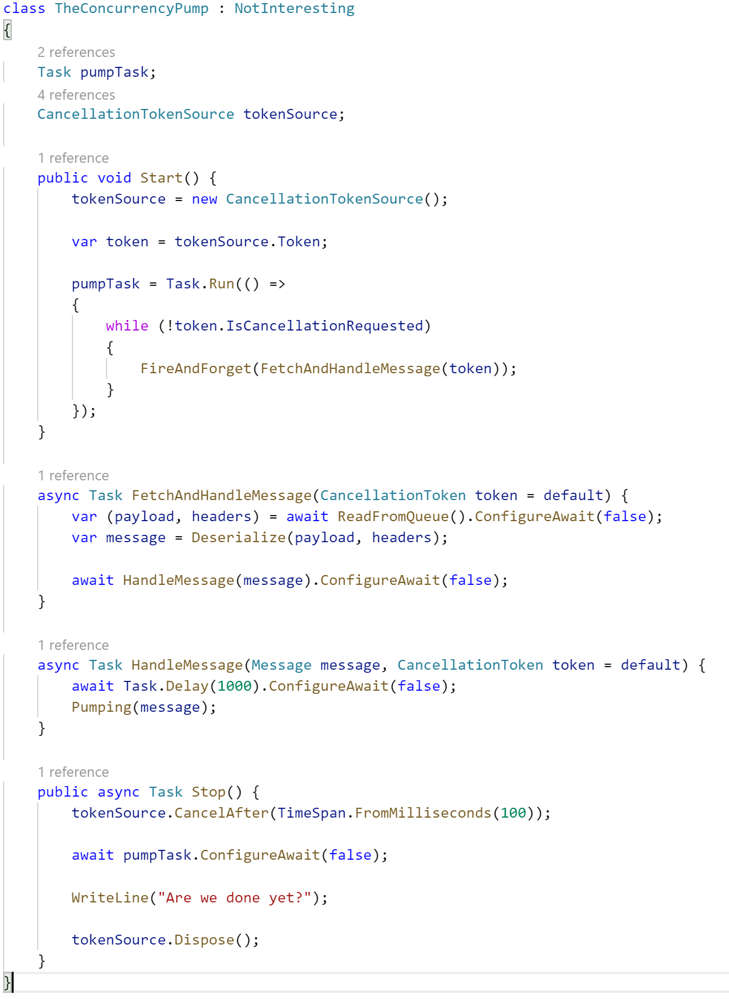 class TheConcurrencyPump : NotInteresting
{
    2 references
    Task pumpTask;
    4 references
    CancellationTokenSource tokenSource;

    1 reference
    public void Start() {
        tokenSource = new CancellationTokenSource();

        var token = tokenSource.Token;

        pumpTask = Task.Run(() =>
        {
            while (!token.IsCancellationRequested)
            {
                FireAndForget(FetchAndHandleMessage(token));
            }
        });
    }

    1 reference
    async Task FetchAndHandleMessage(CancellationToken token = default) {
        var (payload, headers) = await ReadFromQueue().ConfigureAwait(false);
        var message = Deserialize(payload, headers);

        await HandleMessage(message).ConfigureAwait(false);
    }

    1 reference
    async Task HandleMessage(Message message, CancellationToken token = default) {
        await Task.Delay(1000).ConfigureAwait(false);
        Pumping(message);
    }

    1 reference
    public async Task Stop() {
        tokenSource.CancelAfter(TimeSpan.FromMilliseconds(100));

        await pumpTask.ConfigureAwait(false);

        WriteLine("Are we done yet?");

        tokenSource.Dispose();
    }
}